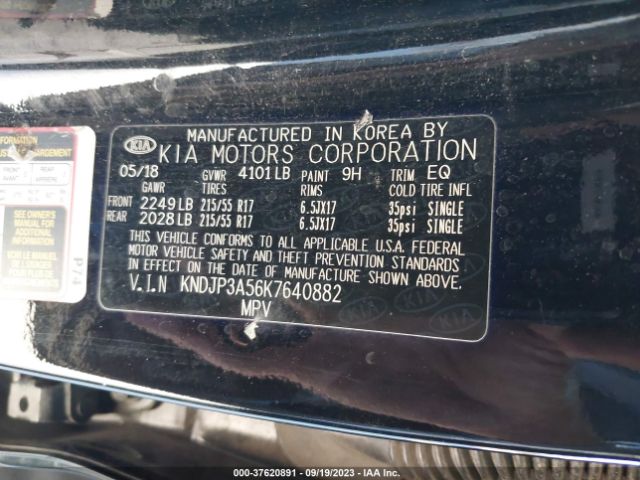 MANUFACTURED IN KOREA BY
KIA KIA MOTORS CORPORATION
05/18 GVWR 4101 LB PAINT 9H TRIM EQ
GAWR TIRES RIMS COLD TIRE INFL
FRONT 2249 LB 215/55 R17 6.5JX17 35psi SINGLE
REAR 2028 LB 215/55 R17 6.5JX17 35psi SINGLE
THIS VEHICLE CONFORMS TO ALL APPLICABLE U.S.A. FEDERAL
MOTOR VEHICLE SAFETY AND THEFT PREVENTION STANDARDS
IN EFFECT ON THE DATE OF MANUFACTURE SHOWN ABOVE.
V.I.N KNDJP3A56K7640882
MPV
INFORMATION
SEE OWNER'S
MANUAL FOR
ADDITIONAL
INFORMATION
P74
000-37620891 - 09/19/2023 - IAA Inc.